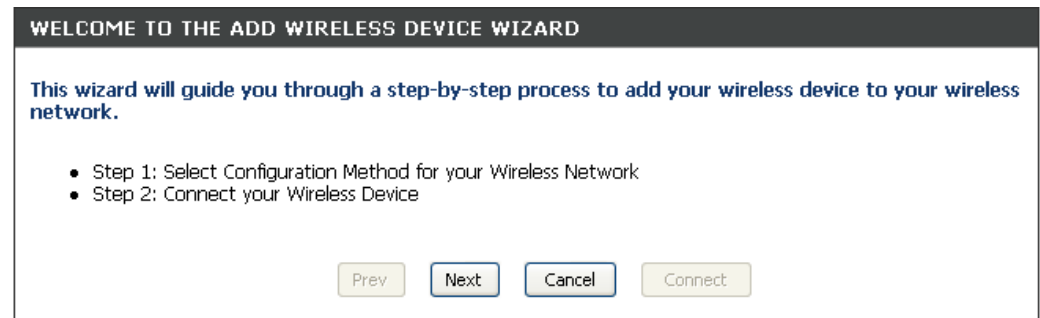 WELCOME TO THE ADD WIRELESS DEVICE WIZARD
This wizard will guide you through a step-by-step process to add your wireless device to your wireless
network.
• Step 1: Select Configuration Method for your Wireless Network
• Step 2: Connect your Wireless Device
Prev Next Cancel Connect